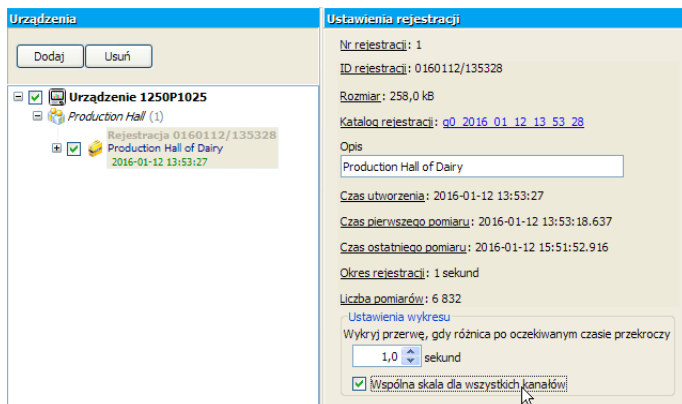 Urządzenia
Dodaj
Usuń
Urządzenie 1250P1025
Production Hall (1)
Rejestracja 0160112/135328
Production Hall of Dairy
2016-01-12 13:53:27
Ustawienia rejestracji
Nr rejestracji: 1
ID rejestracji: 0160112/135328
Rozmiar: 258,0 kB
Katalog rejestracji: g0_2016_01_12_13_53_28
Opis
Production Hall of Dairy
Czas utworzenia: 2016-01-12 13:53:27
Czas pierwszego pomiaru: 2016-01-12 13:53:18.637
Czas ostatniego pomiaru: 2016-01-12 15:51:52.916
Okres rejestracji: 1 sekund
Liczba pomiarów: 6 832
Ustawienia wykresu
Wykryj przerwę, gdy różnica po oczekiwanym czasie przekroczy
1,0 sekund
Wspólna skala dla wszystkich kanałów